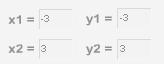 x1 = -3 y1 = -3
x2 = 3 y2 = 3